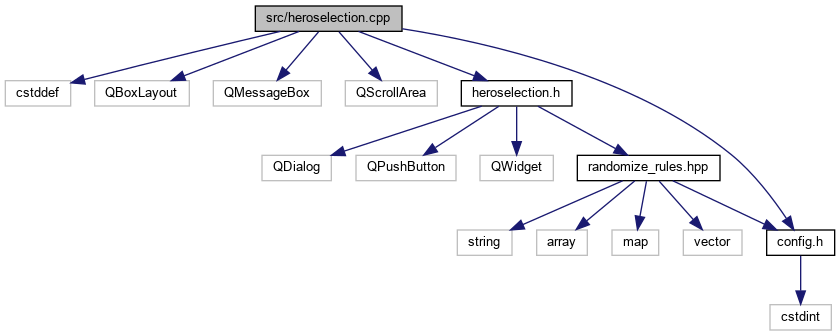 src/heroselection.cpp
cstddef
QBoxLayout
QMessageBox
QScrollArea
heroselection.h
QDialog
QPushButton
QWidget
randomize_rules.hpp
string
array
map
vector
config.h
cstdint